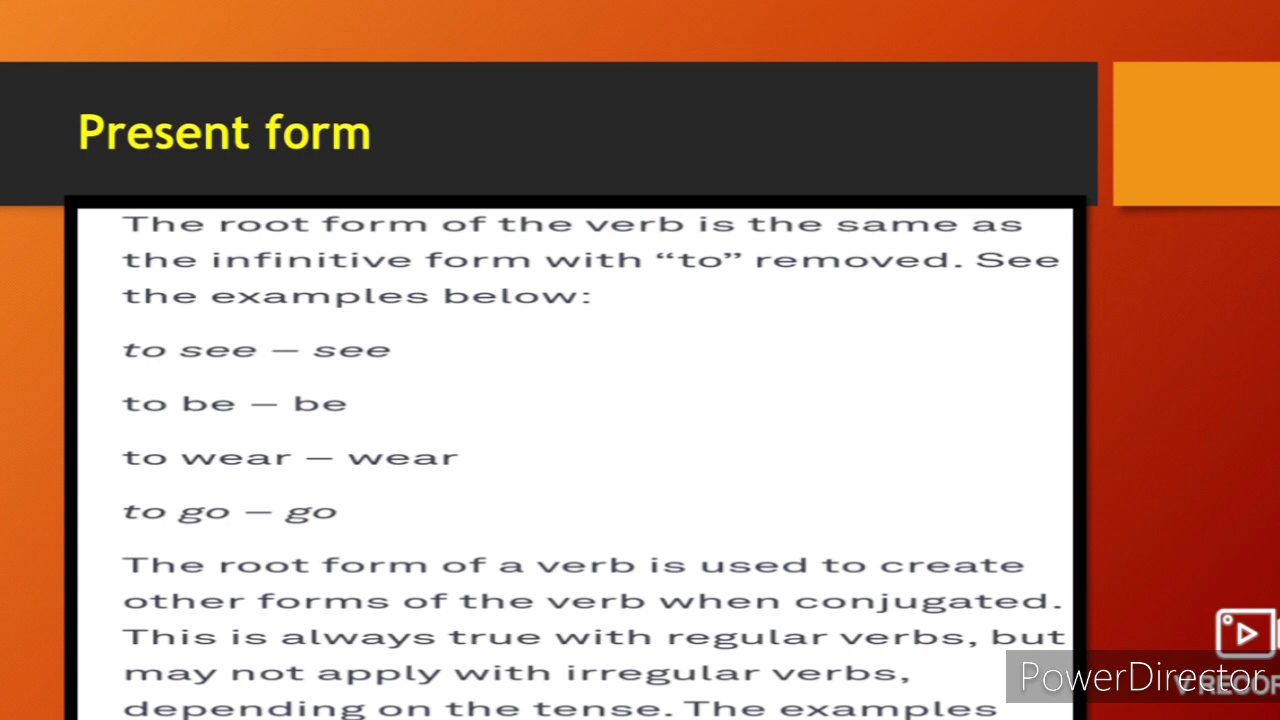 Present form
The root form of the verb is the same as
the infinitive form with “to” removed. See
the examples below:
to see – see
to be – be
to wear – wear
to go – go
The root form of a verb is used to create
other forms of the verb when conjugated.
This is always true with regular verbs, but
may not apply with irregular verbs,
depending on the tense. The examples
PowerDirector